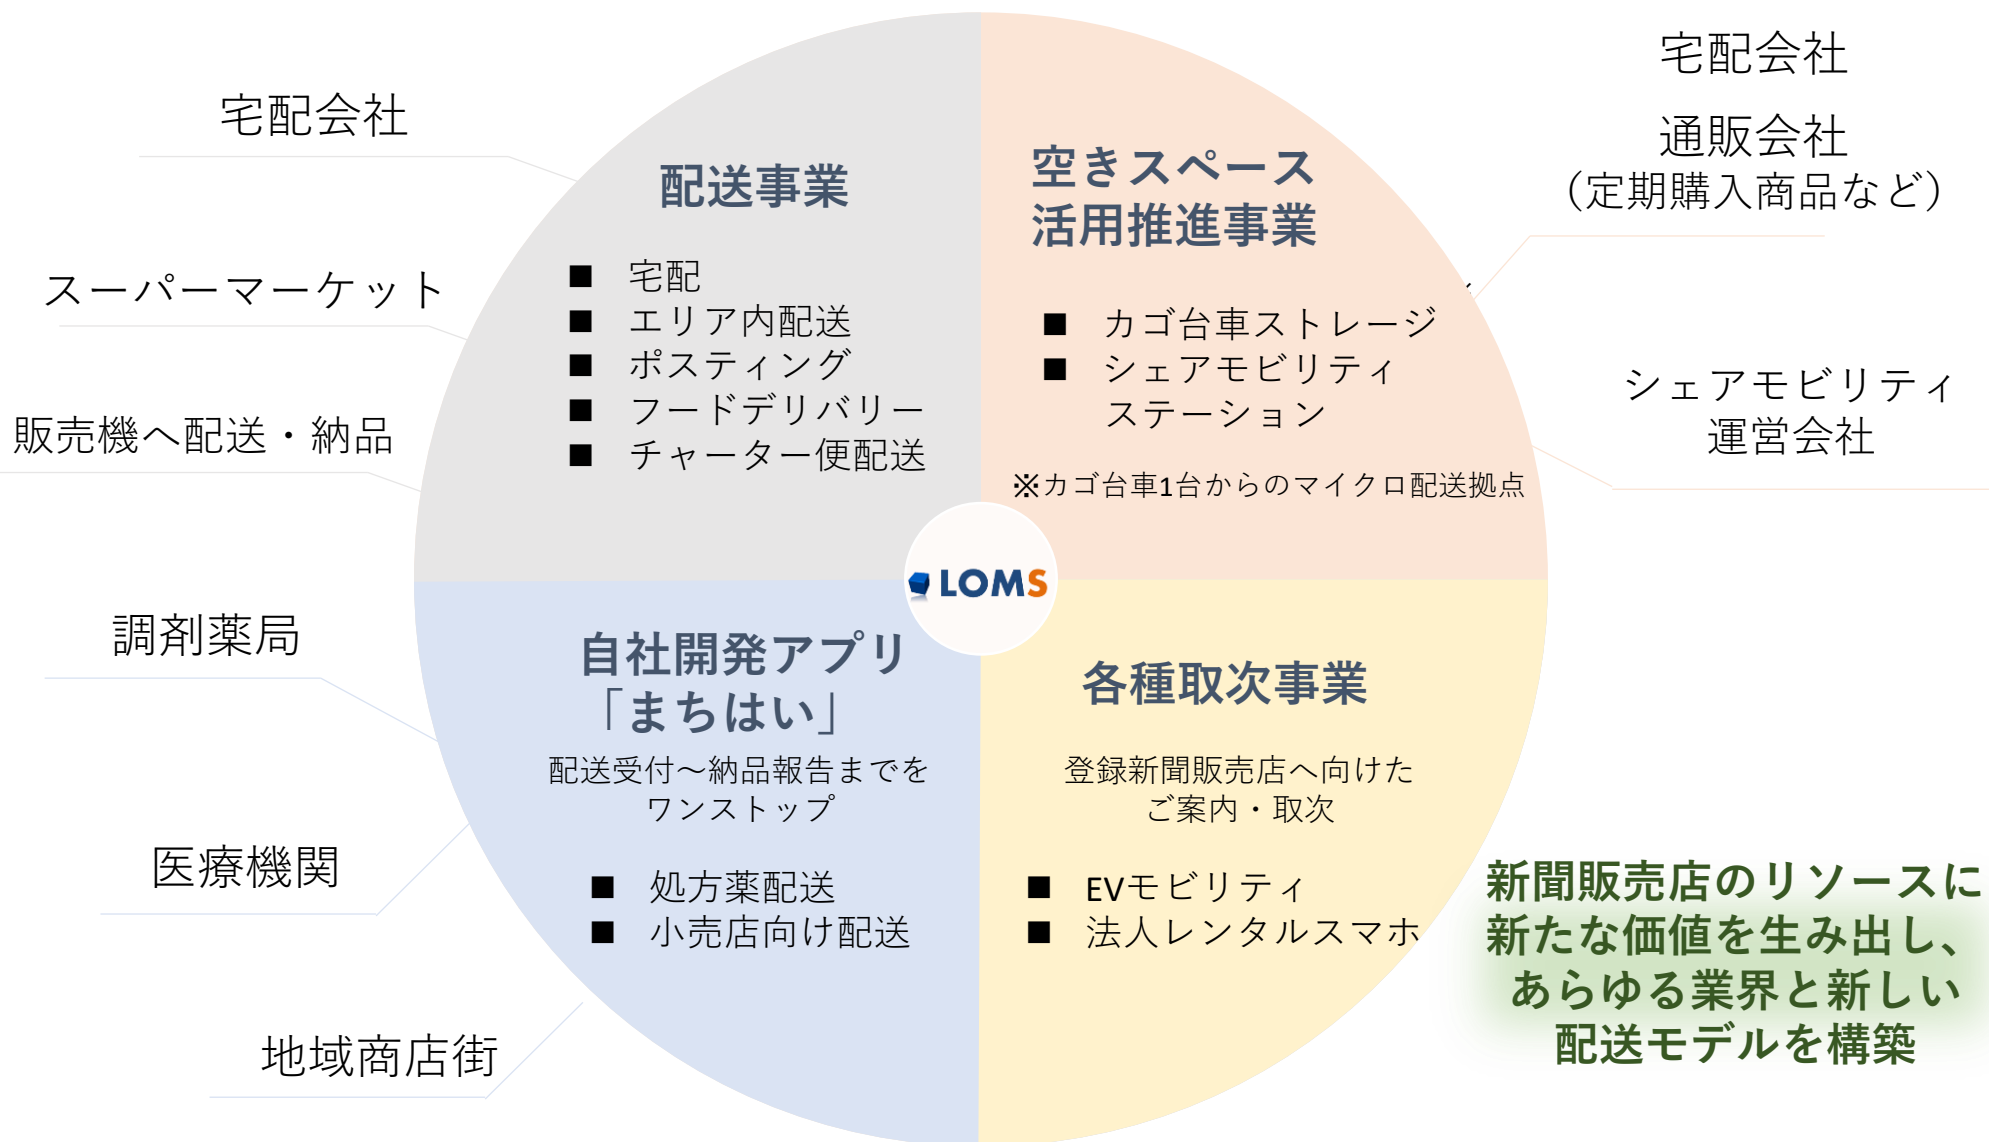 宅配会社
スーパーマーケット
販売機へ配送・納品
配送事業
■ 宅配
■ エリア内配送
■ ポスティング
■ フードデリバリー
■ チャーター便配送
空きスペース
活用推進事業
■ カゴ台車ストレージ
■ シェアモビリティ
ステーション
※カゴ台車1台からのマイクロ配送拠点
宅配会社
通販会社
（定期購入商品など）
シェアモビリティ
運営会社
LOMS
調剤薬局
医療機関
地域商店街
自社開発アプリ
「まちはい」
配送受付～納品報告までを
ワンストップ
■ 処方薬配送
■ 小売店向け配送
各種取次事業
登録新聞販売店へ向けた
ご案内・取次
■ EVモビリティ
■ 法人レンタルスマホ
新聞販売店のリソースに
新たな価値を生み出し、
あらゆる業界と新しい
配送モデルを構築